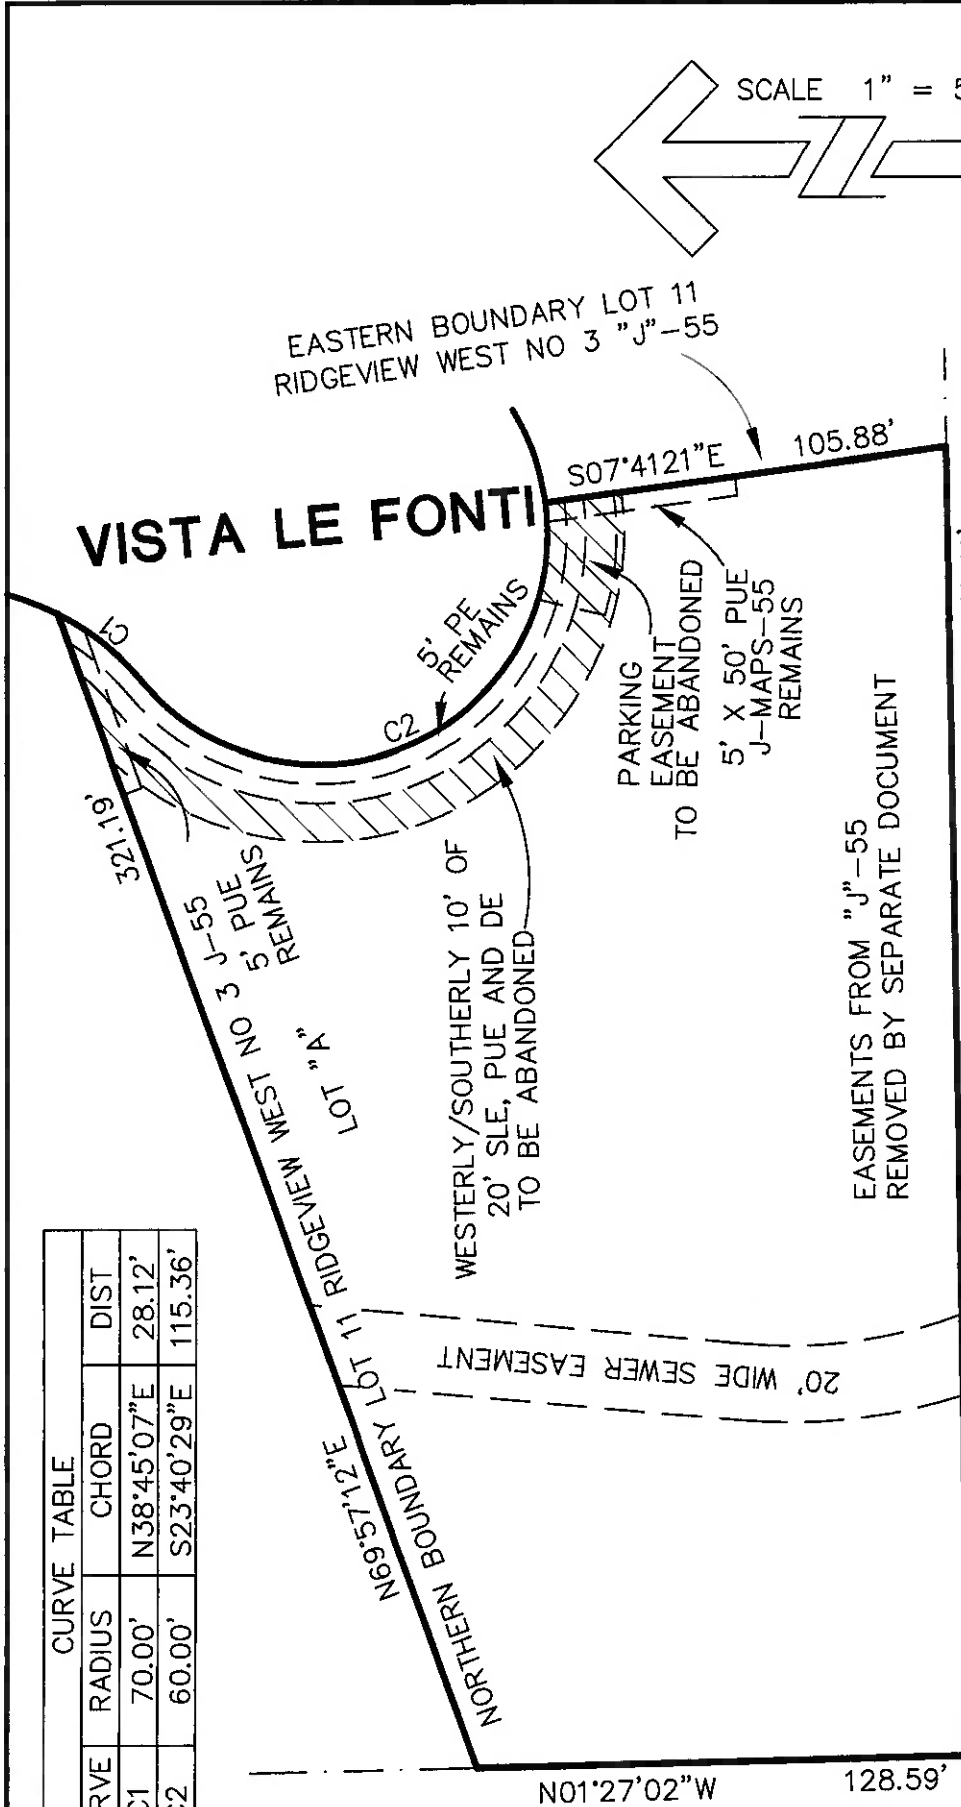 SCALE 1" =
EASTERN BOUNDARY LOT 11
RIDGEVIEW WEST NO 3 "J"-55
S07°4121"E
105.88'
VISTA LE FONTI
C1
5' PE
REMAINS
C2
PARKING
EASEMENT
TO BE ABANDONED
5' X 50' PUE
J-MAPS-55
REMAINS
321.19'
5' PUE
REMAINS
LOT "A"
WESTERLY/SOUTHERLY 10' OF
20' SLE, PUE AND DE
TO BE ABANDONED
EASEMENTS FROM "J"-55
REMOVED BY SEPARATE DOCUMENT
20' WIDE SEWER EASEMENT
N69°57'12"E
NORTHERN BOUNDARY LOT 11 RIDGEVIEW WEST NO 3 J-55
N01°27'02"W
128.59'
CURVE TABLE
RVE RADIUS CHORD DIST
C1 70.00' N38°45'07"E 28.12'
C2 60.00' S23°40'29"E 115.36'